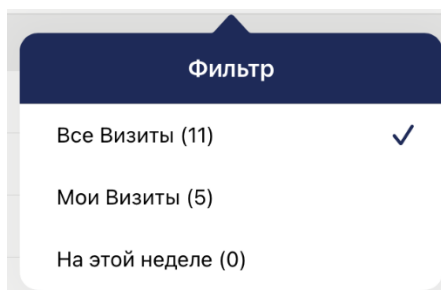 Фильтр
Все Визиты (11)
Мои Визиты (5)
На этой неделе (0)